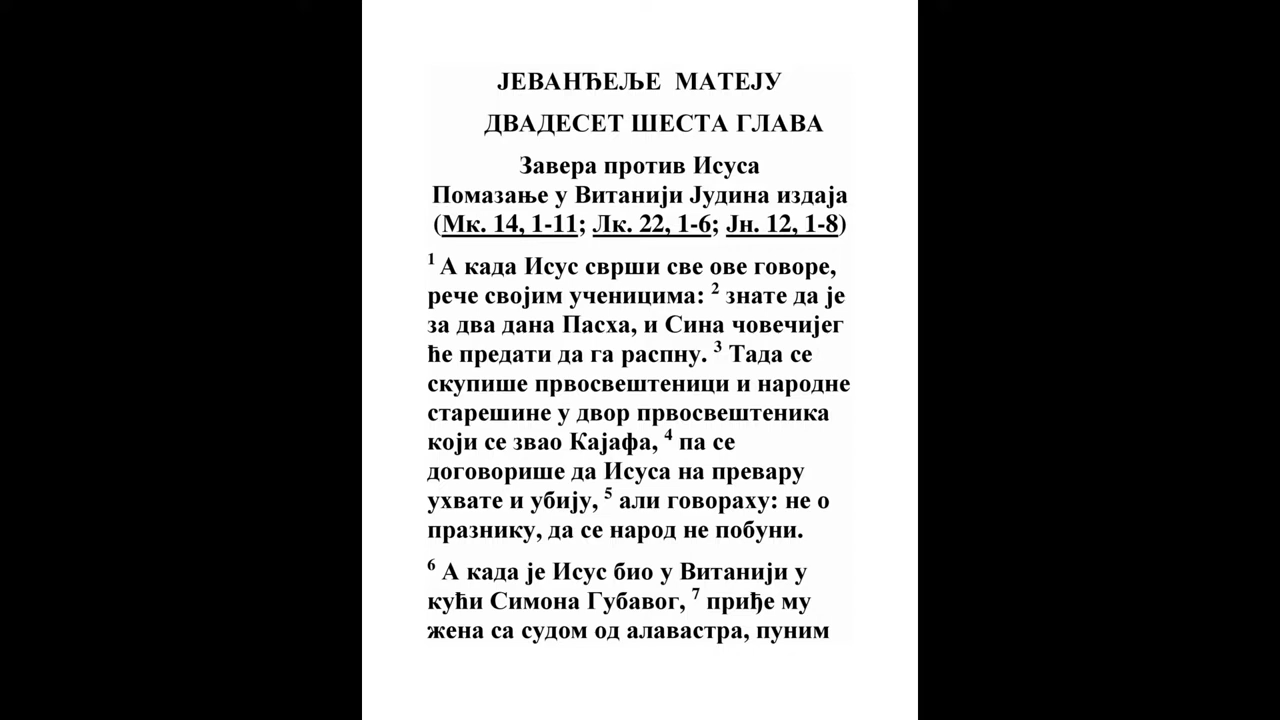 ЈЕВАНЂЕЉЕ МАТЕЈУ
ДВАДЕСЕТ ШЕСТА ГЛАВА
Завера против Исуса
Помазање у Витанији Јудина издаја
(Мк. 14, 1-11; Лк. 22, 1-6; Јн. 12, 1-8)
1 А када Исус сврши све ове говоре,
рече својим ученицима: 2 знате да је
за два дана Пасха, и Сина човечијег
ће предати да га распну. 3 Тада се
скупише првосвештеници и народне
старешине у двор првосвештеника
који се звао Кајафа, 4 па се
договорише да Исуса на превару
ухвате и убију, 5 али говораху: не о
празнику, да се народ не побуни.
6 А када је Исус био у Витанији у
кући Симона Губавог, 7 приђе му
жена са судом од алавастра, пуним